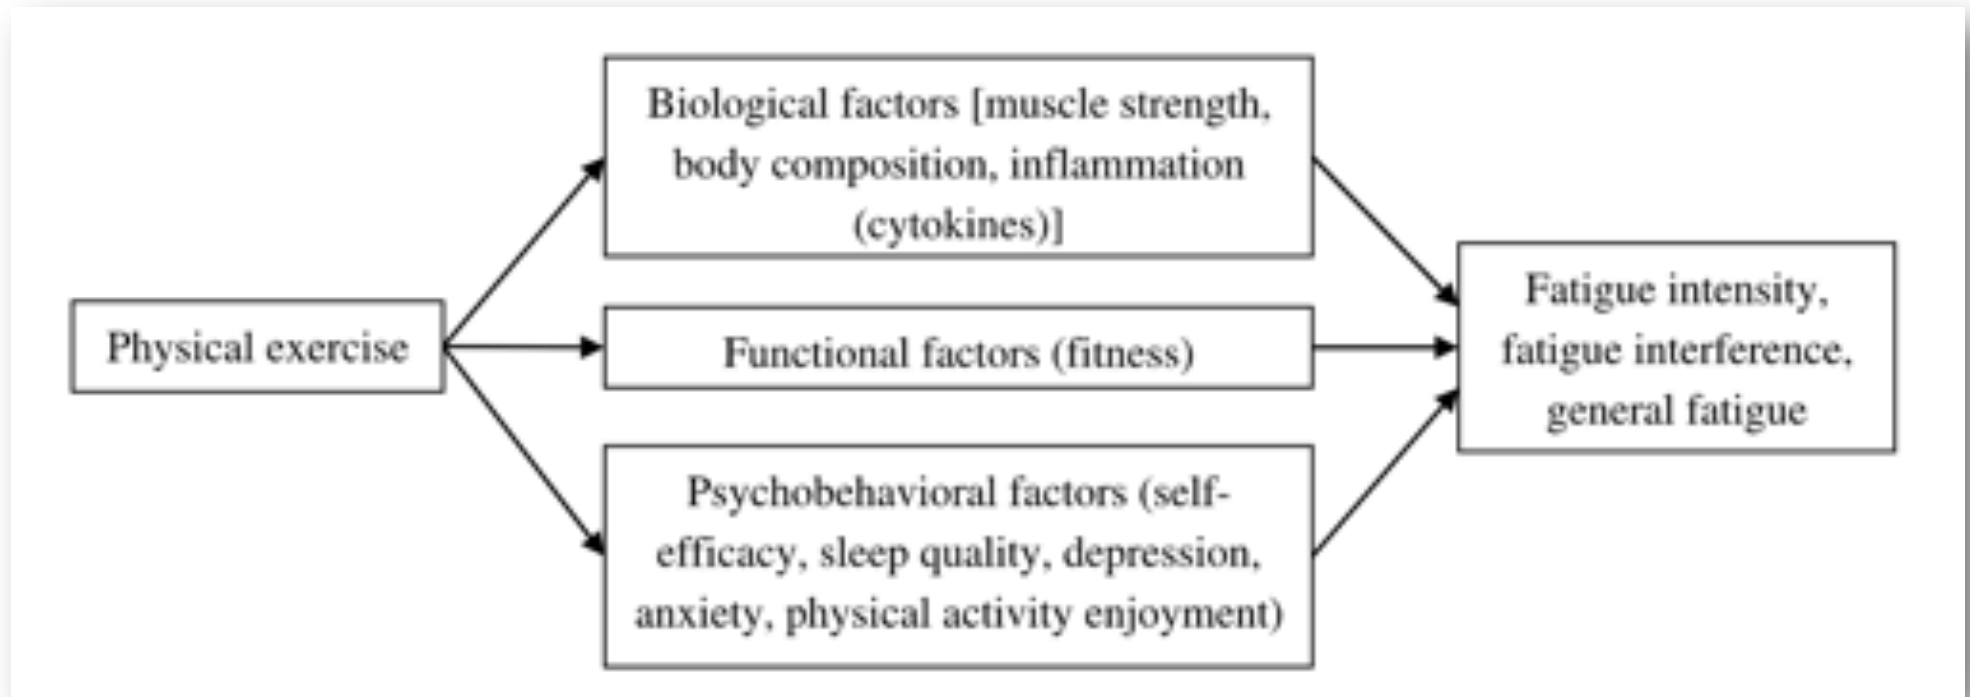 Physical exercise
Biological factors [muscle strength,
body composition, inflammation
(cytokines)]
Functional factors (fitness)
Psychobehavioral factors (self-
efficacy, sleep quality, depression,
anxiety, physical activity enjoyment)
Fatigue intensity,
fatigue interference,
general fatigue